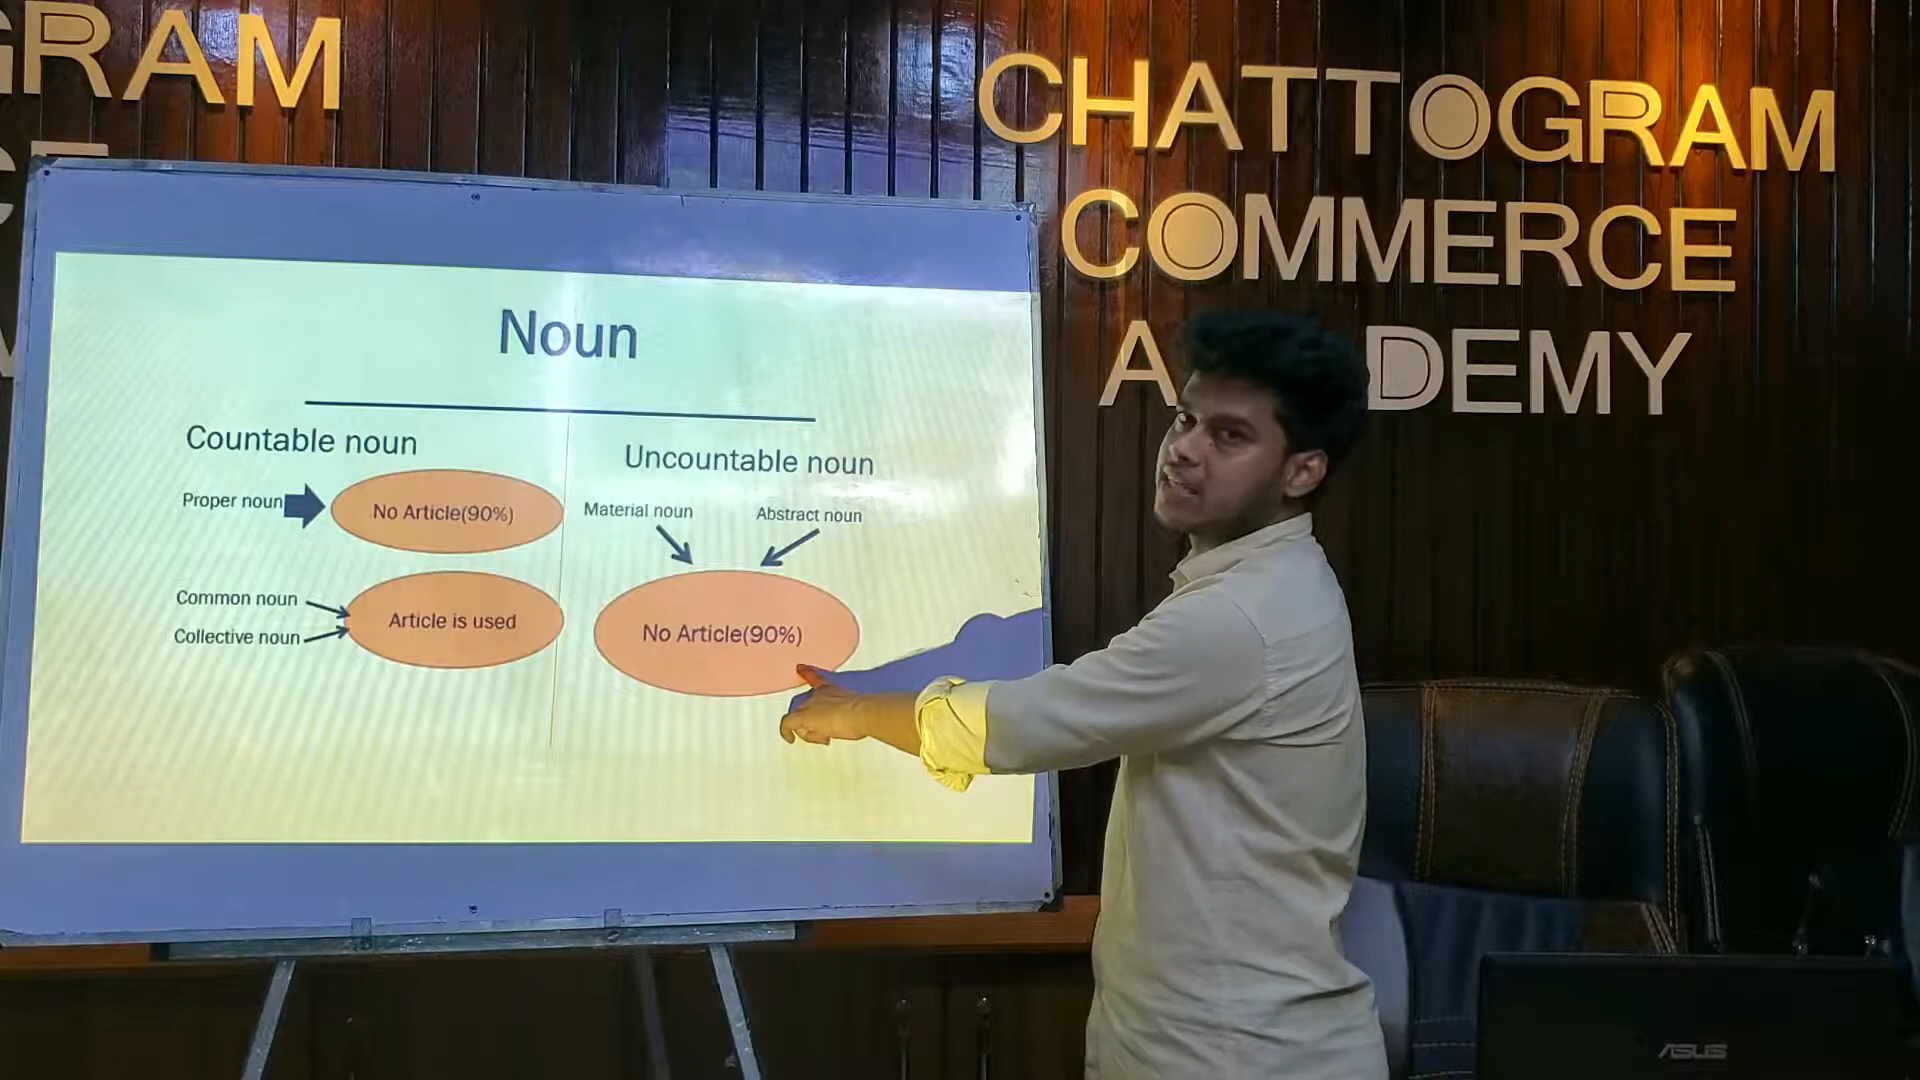 GRAM
CHATTOGRAM
COMMERCE
A DEMY
Noun
Countable noun
Uncountable noun
Proper noun
No Article(90%)
Material noun
Abstract noun
Common noun
Collective noun
Article is used
No Article(90%)
ASUS